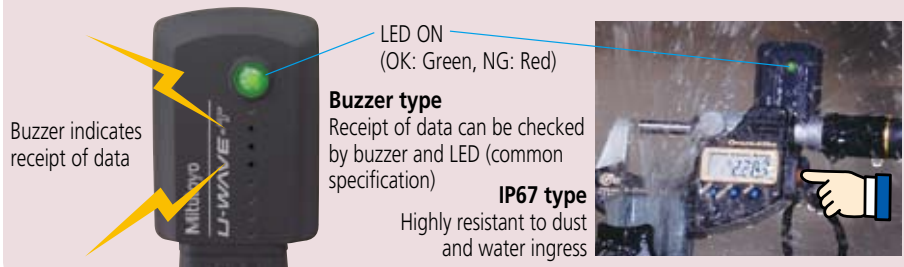 LED ON
(OK: Green, NG: Red)
Buzzer type
Receipt of data can be checked
by buzzer and LED (common
specification)
IP67 type
Highly resistant to dust
and water ingress
Buzzer indicates
receipt of data
Mitutoyo
U-WAVE-T